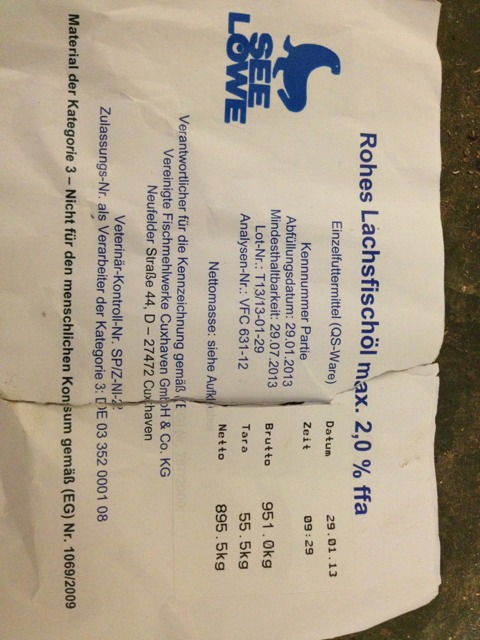 SEE
LÖWE
Rohes Lachsfischöl max. 2,0 % ffa
Einzelfuttermittel (QS-Ware)
Kennnummer Partie
Abfüllungsdatum: 29.01.2013
Mindesthaltbarkeit: 29.07.2013
Lot-Nr.: T13/13-01-29
Analysen-Nr.: VFC 631-12
Nettomasse: siehe
Datum 29.01.13
Zeit 09:29
Brutto 951.0kg
Tara 55.5kg
Netto 895.5kg
Verantwortlicher für die Kennzeichnung gemäß
Vereinigte Fischmehlwerke Cuxhaven GmbH & Co. KG
Neufelder Straße 44, D – 27472 Cuxhaven
Veterinär-Kontroll-Nr. SP/Z-NI-2
Zulassungs-Nr. als Verarbeiter der Kategorie 3: DE 03 352 0001 08
Material der Kategorie 3 – Nicht für den menschlichen Konsum gemäß (EG) Nr. 1069/2009